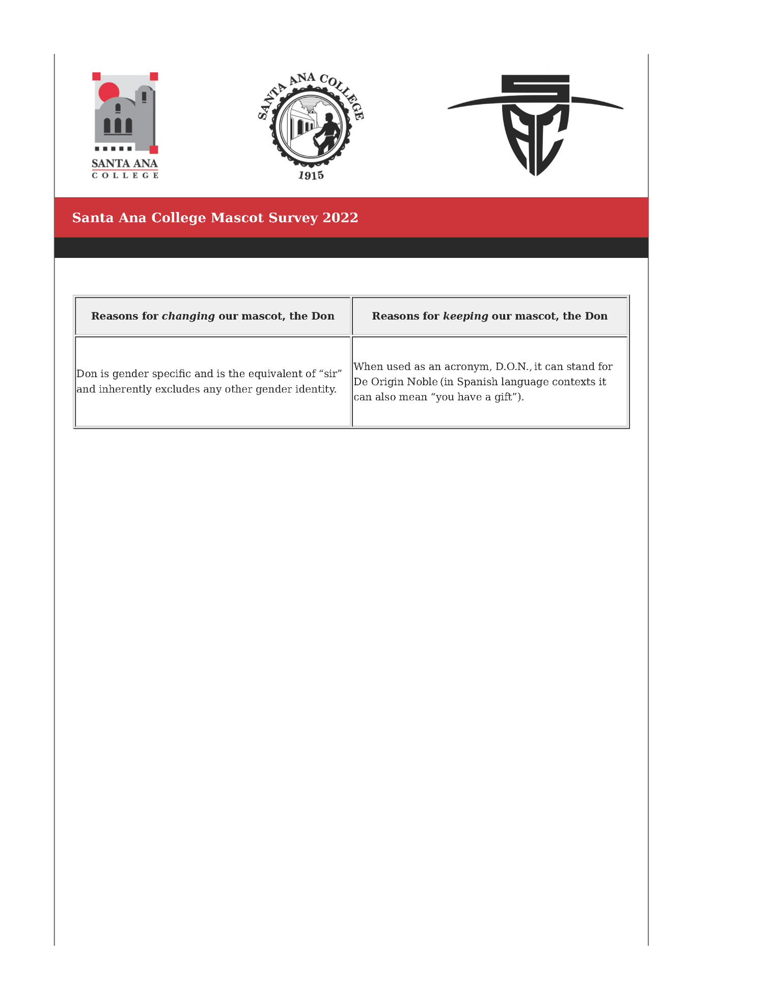 SANTA ANA
COLLEGE
SANTA ANA COLLEGE
1915
SAC
Santa Ana College Mascot Survey 2022
Reasons for changing our mascot, the Don
Don is gender specific and is the equivalent of “sir”
and inherently excludes any other gender identity.
Reasons for keeping our mascot, the Don
When used as an acronym, D.O.N., it can stand for
De Origin Noble (in Spanish language contexts it
can also mean “you have a gift”).